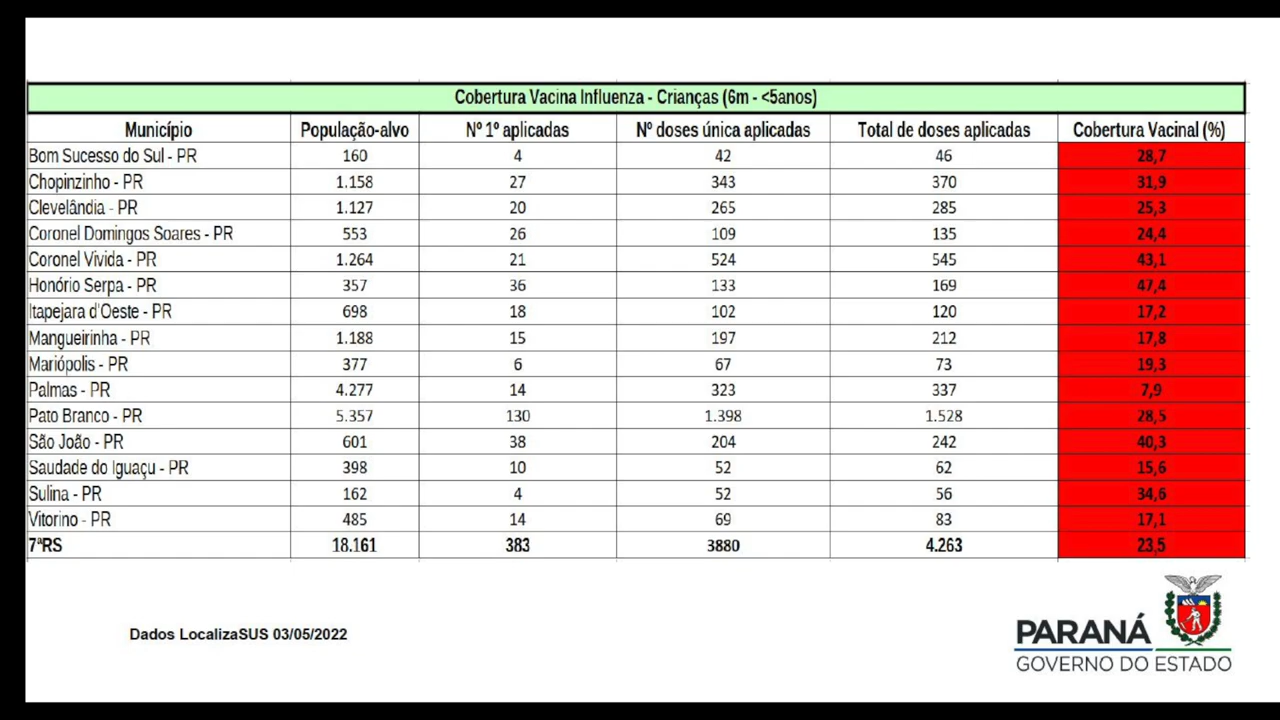 Cobertura Vacina Influenza - Crianças (6m - <5anos)
Município População-alvo Nº 1º aplicadas Nº doses única aplicadas Total de doses aplicadas Cobertura Vacinal (%)
Bom Sucesso do Sul - PR 160 4 42 46 28,7
Chopinzinho - PR 1.158 27 343 370 31,9
Clevelândia - PR 1.127 20 265 285 25,3
Coronel Domingos Soares - PR 553 26 109 135 24,4
Coronel Vivida - PR 1.264 21 524 545 43,1
Honório Serpa - PR 357 36 133 169 47,4
Itapejara d'Oeste - PR 698 18 102 120 17,2
Mangueirinha - PR 1.188 15 197 212 17,8
Mariópolis - PR 377 6 67 73 19,3
Palmas - PR 4.277 14 323 337 7,9
Pato Branco - PR 5.357 130 1.398 1.528 28,5
São João - PR 601 38 204 242 40,3
Saudade do Iguaçu - PR 398 10 52 62 15,6
Sulina - PR 162 4 52 56 34,6
Vitorino - PR 485 14 69 83 17,1
7ªRS 18.161 383 3880 4.263 23,5
Dados LocalizaSUS 03/05/2022
PARANÁ
GOVERNO DO ESTADO